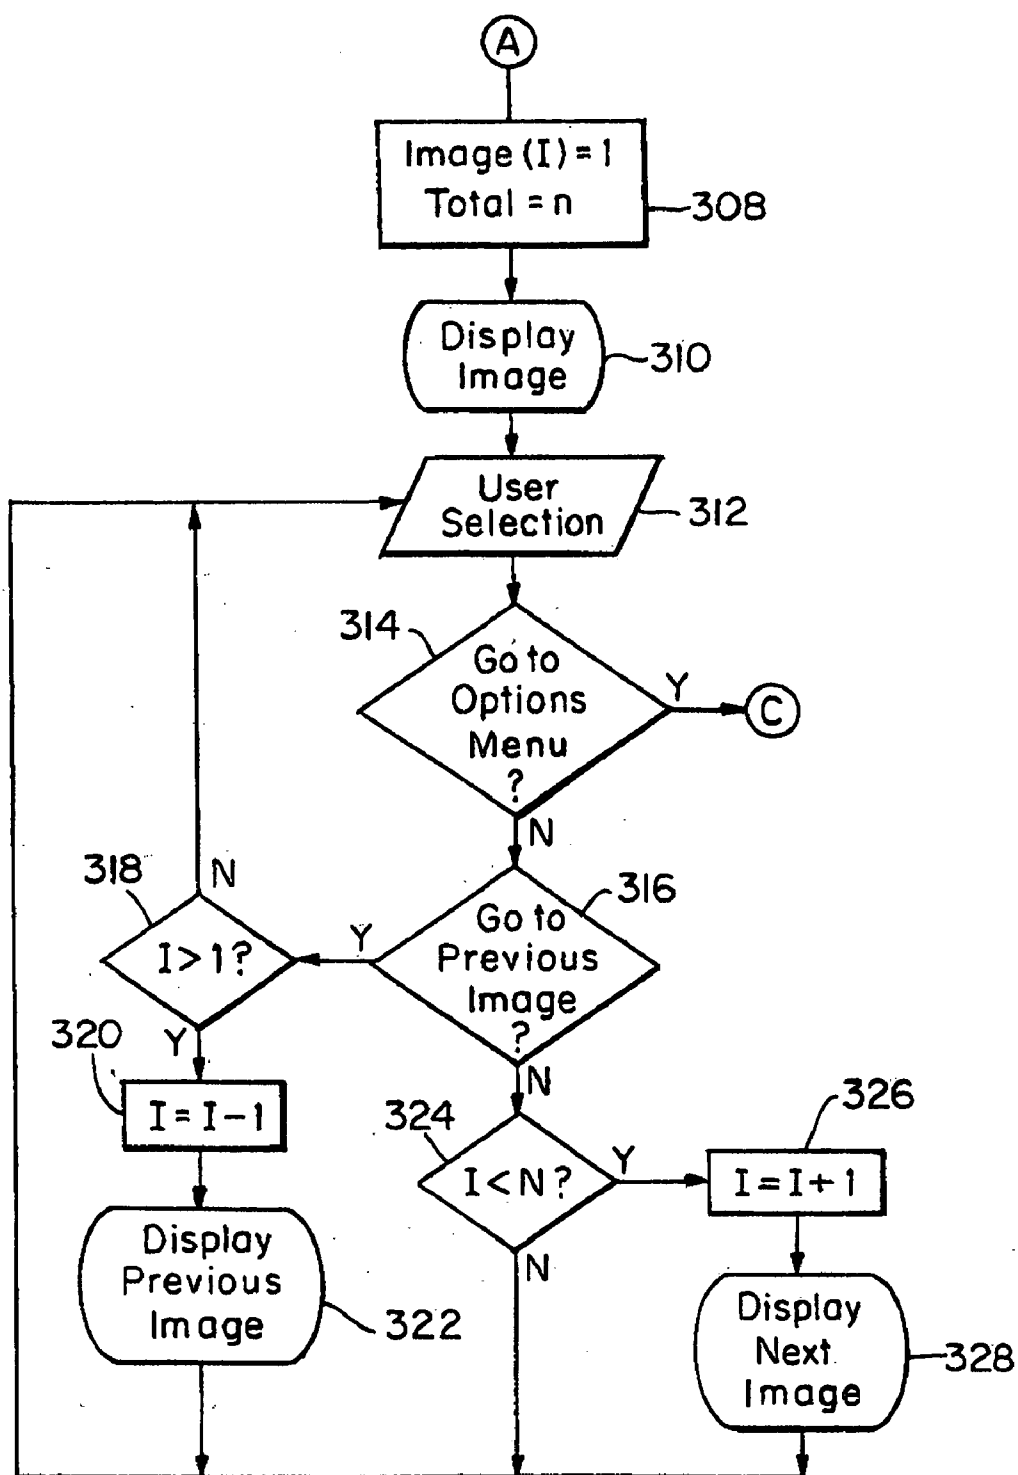 A
Image (I) = 1
Total = n
308
Display
Image
310
User
Selection
312
314
Go to
Options
Menu
?
Y
C
N
318
N
316
Go to
Previous
Image
?
Y
I > 1?
N
320
Y
I = I - 1
324
I < N?
Y
326
I = I + 1
N
Display
Previous
Image
322
Display
Next
Image
328